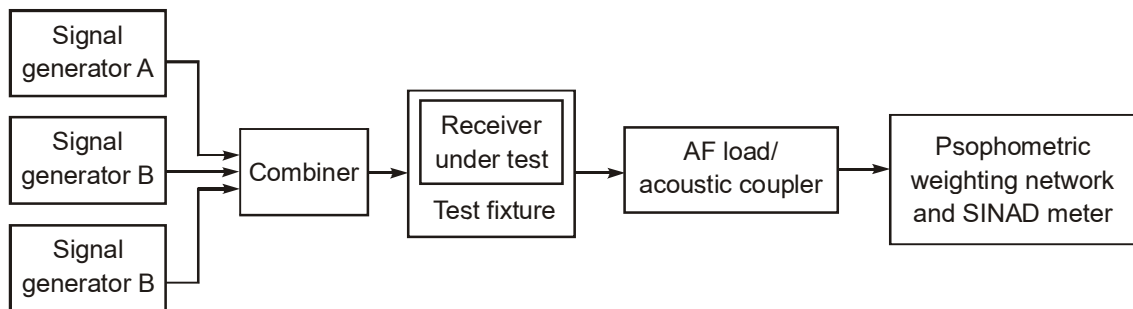 Signal
generator A
Signal
generator B
Signal
generator B
Combiner
Receiver
under test
Test fixture
AF load/
acoustic coupler
Psophometric
weighting network
and SINAD meter